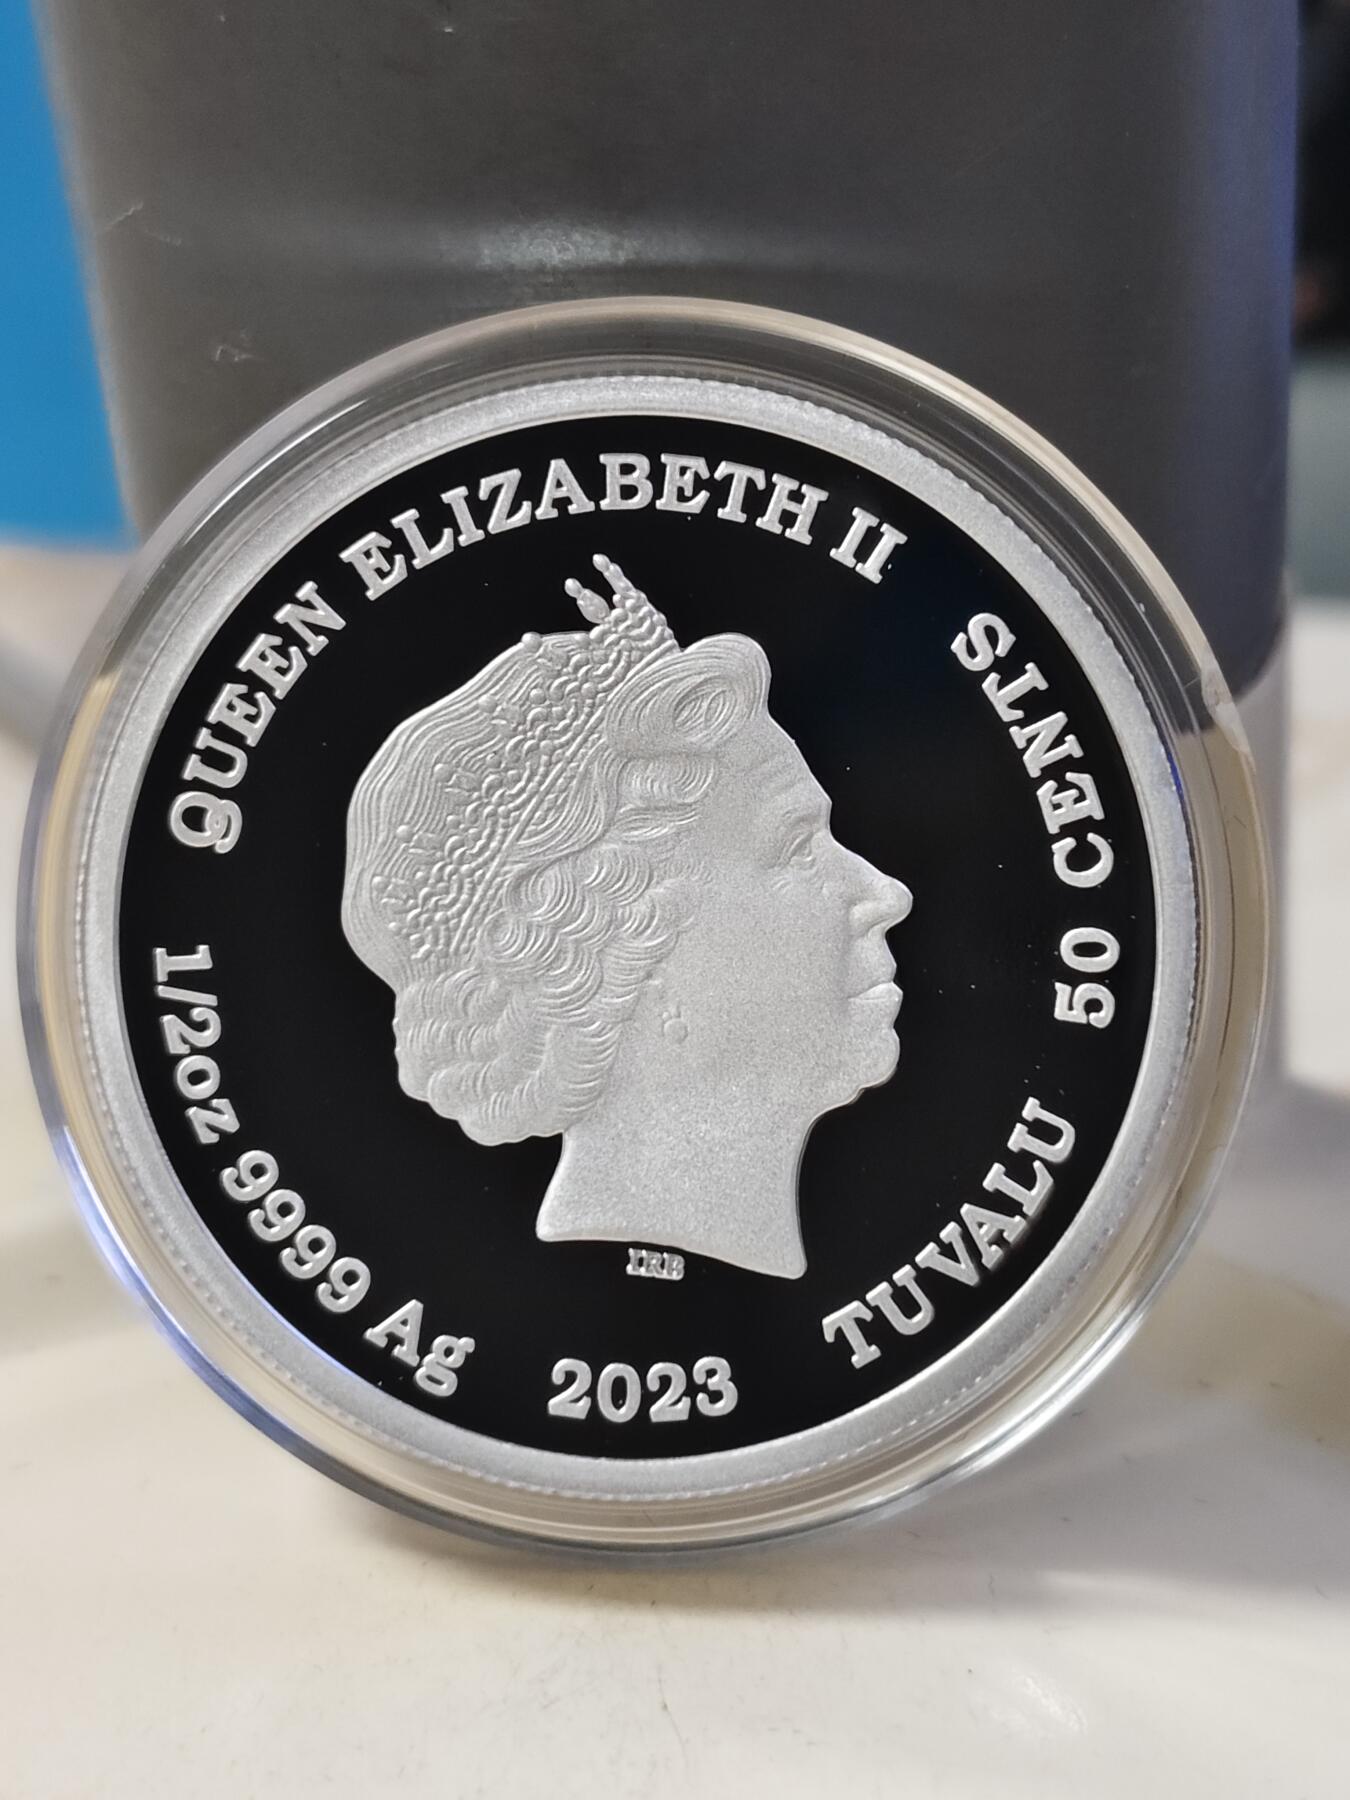 QUEEN ELIZABETH II
1/2oz 9999 Ag
2023
TUVALU 50 CENTS
IRB